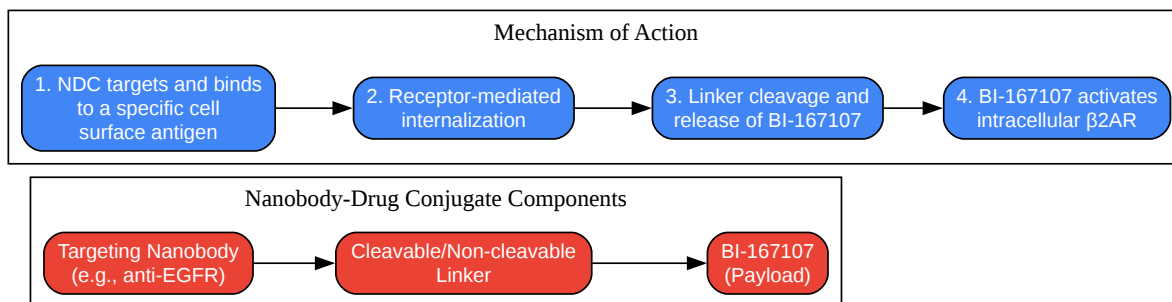 Mechanism of Action
1. NDC targets and binds
to a specific cell
surface antigen
2. Receptor-mediated
internalization
3. Linker cleavage and
release of BI-167107
4. BI-167107 activates
intracellular β2AR
Nanobody-Drug Conjugate Components
Targeting Nanobody
(e.g., anti-EGFR)
Cleavable/Non-cleavable
Linker
BI-167107
(Payload)